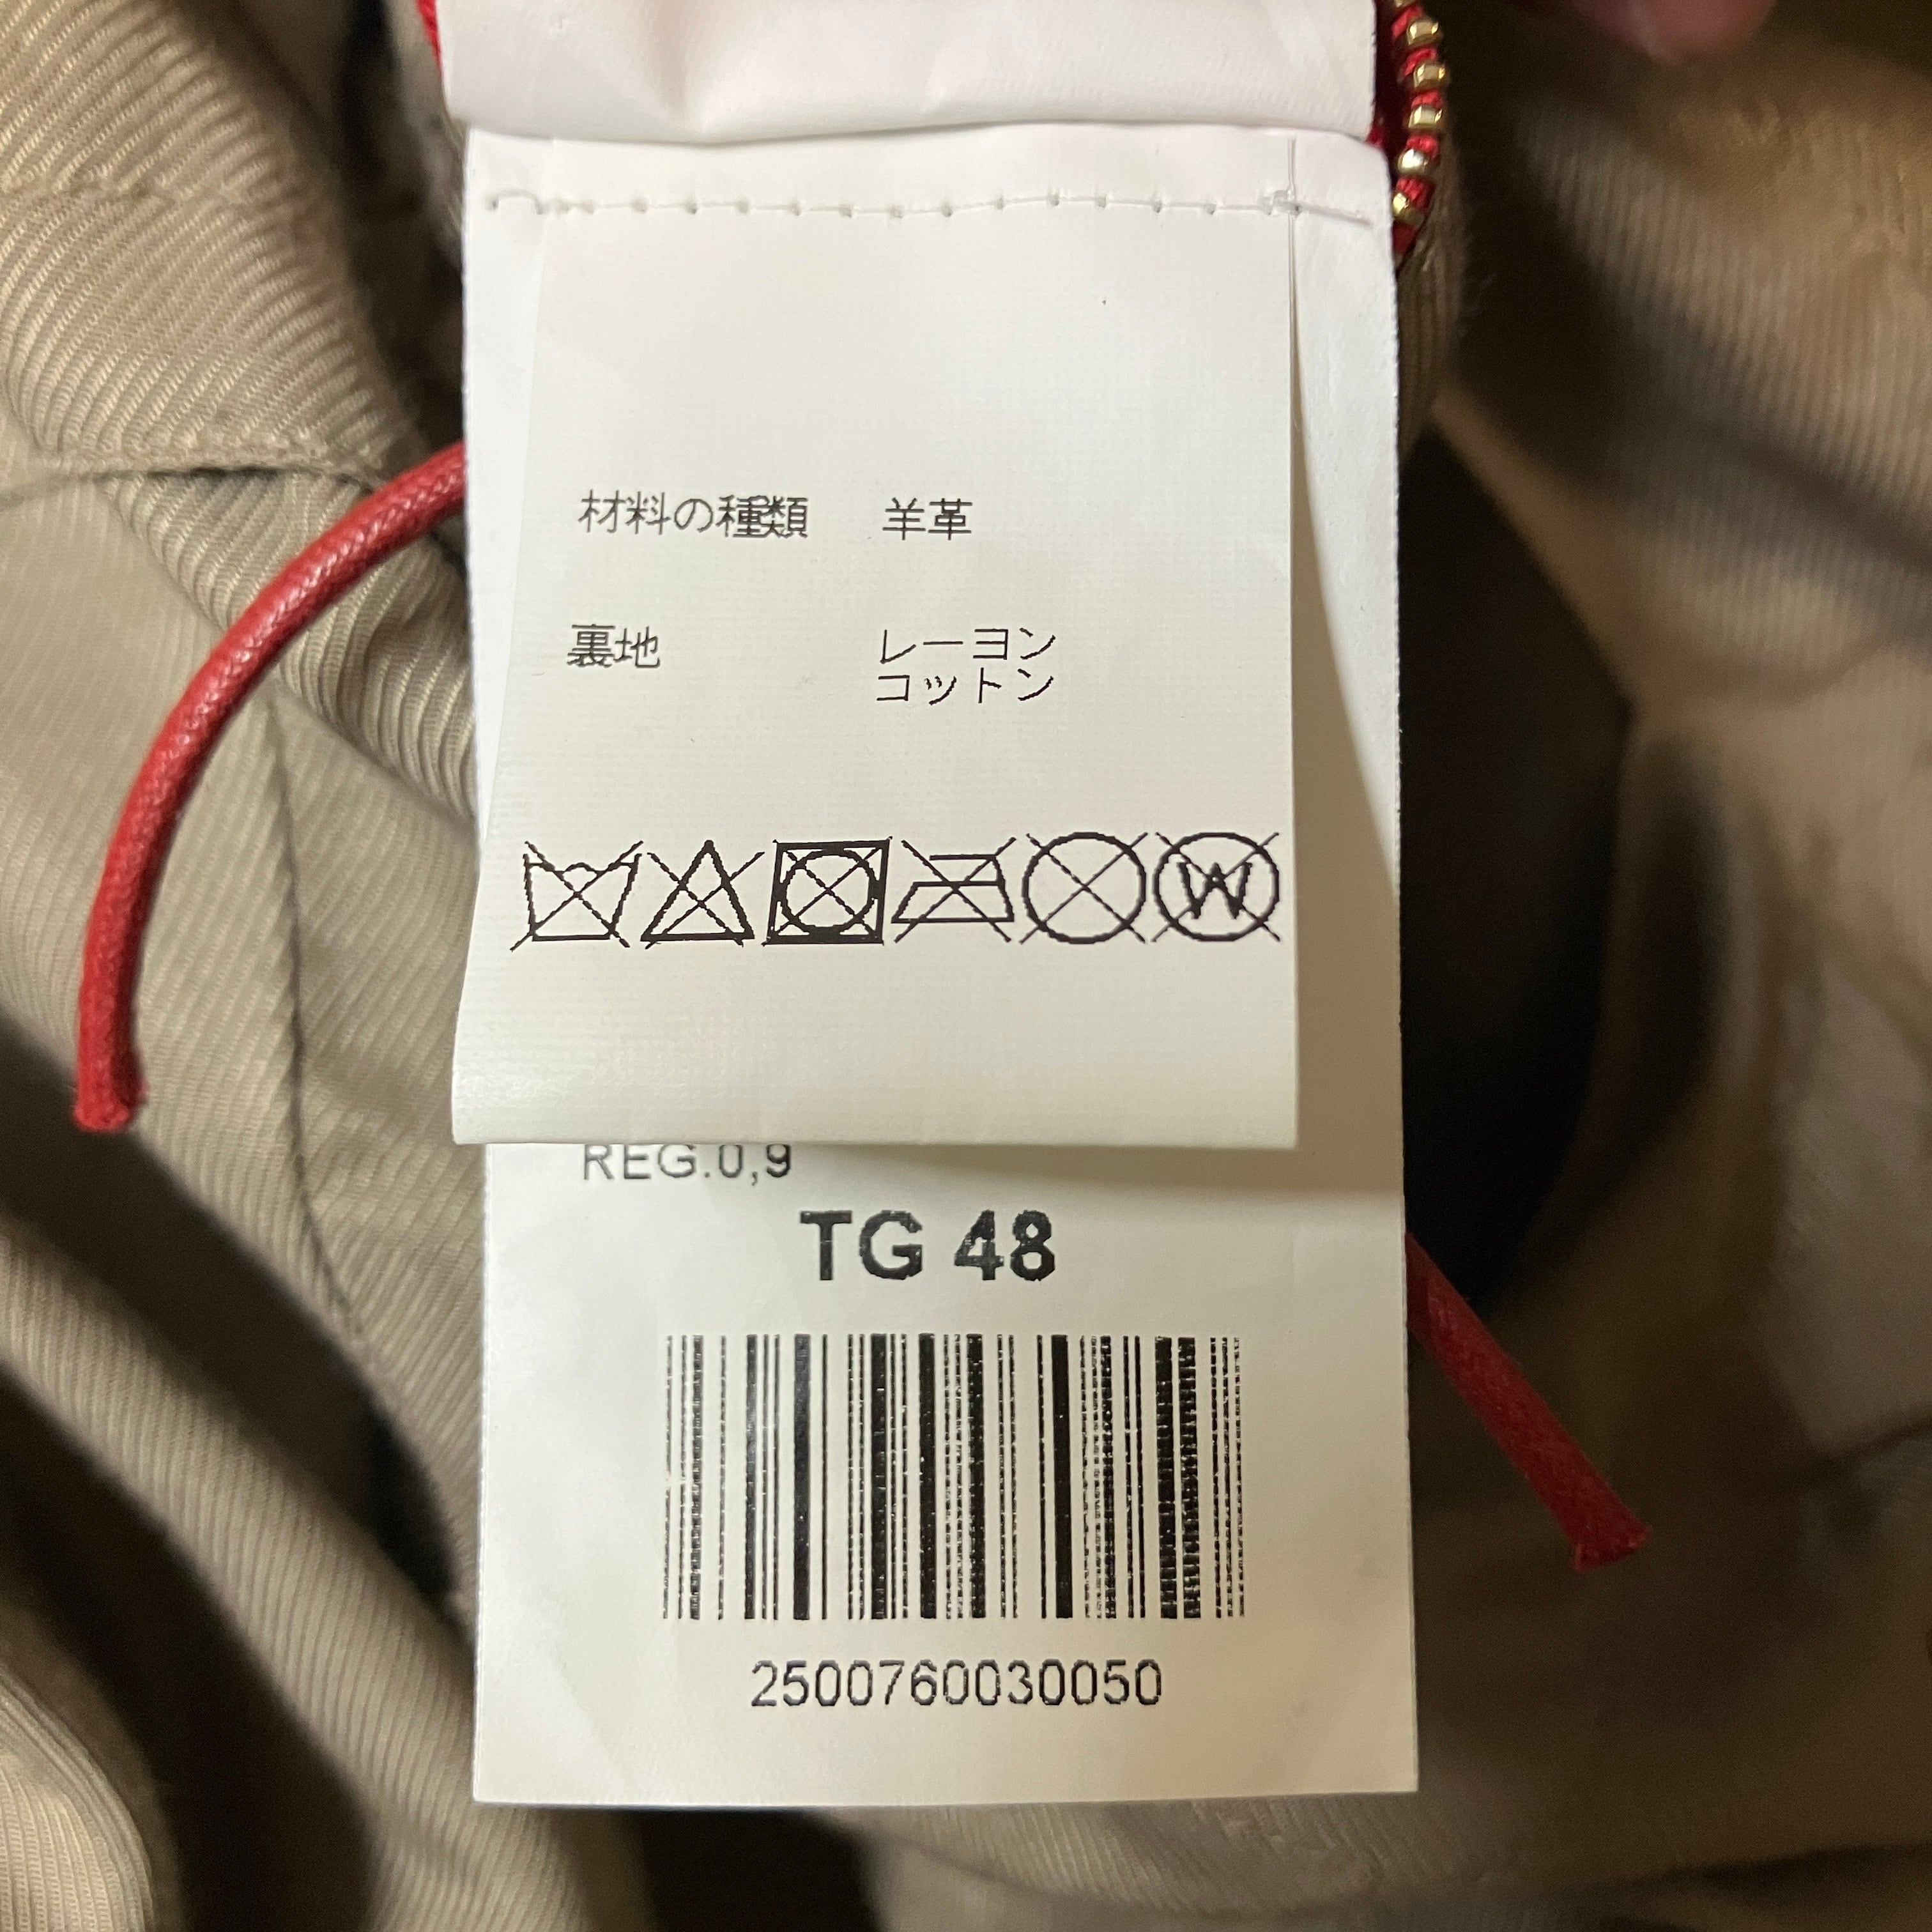 材料の種類 羊革
裏地 レーヨン
コットン
W
REG.0,9
TG 48
2500760030050